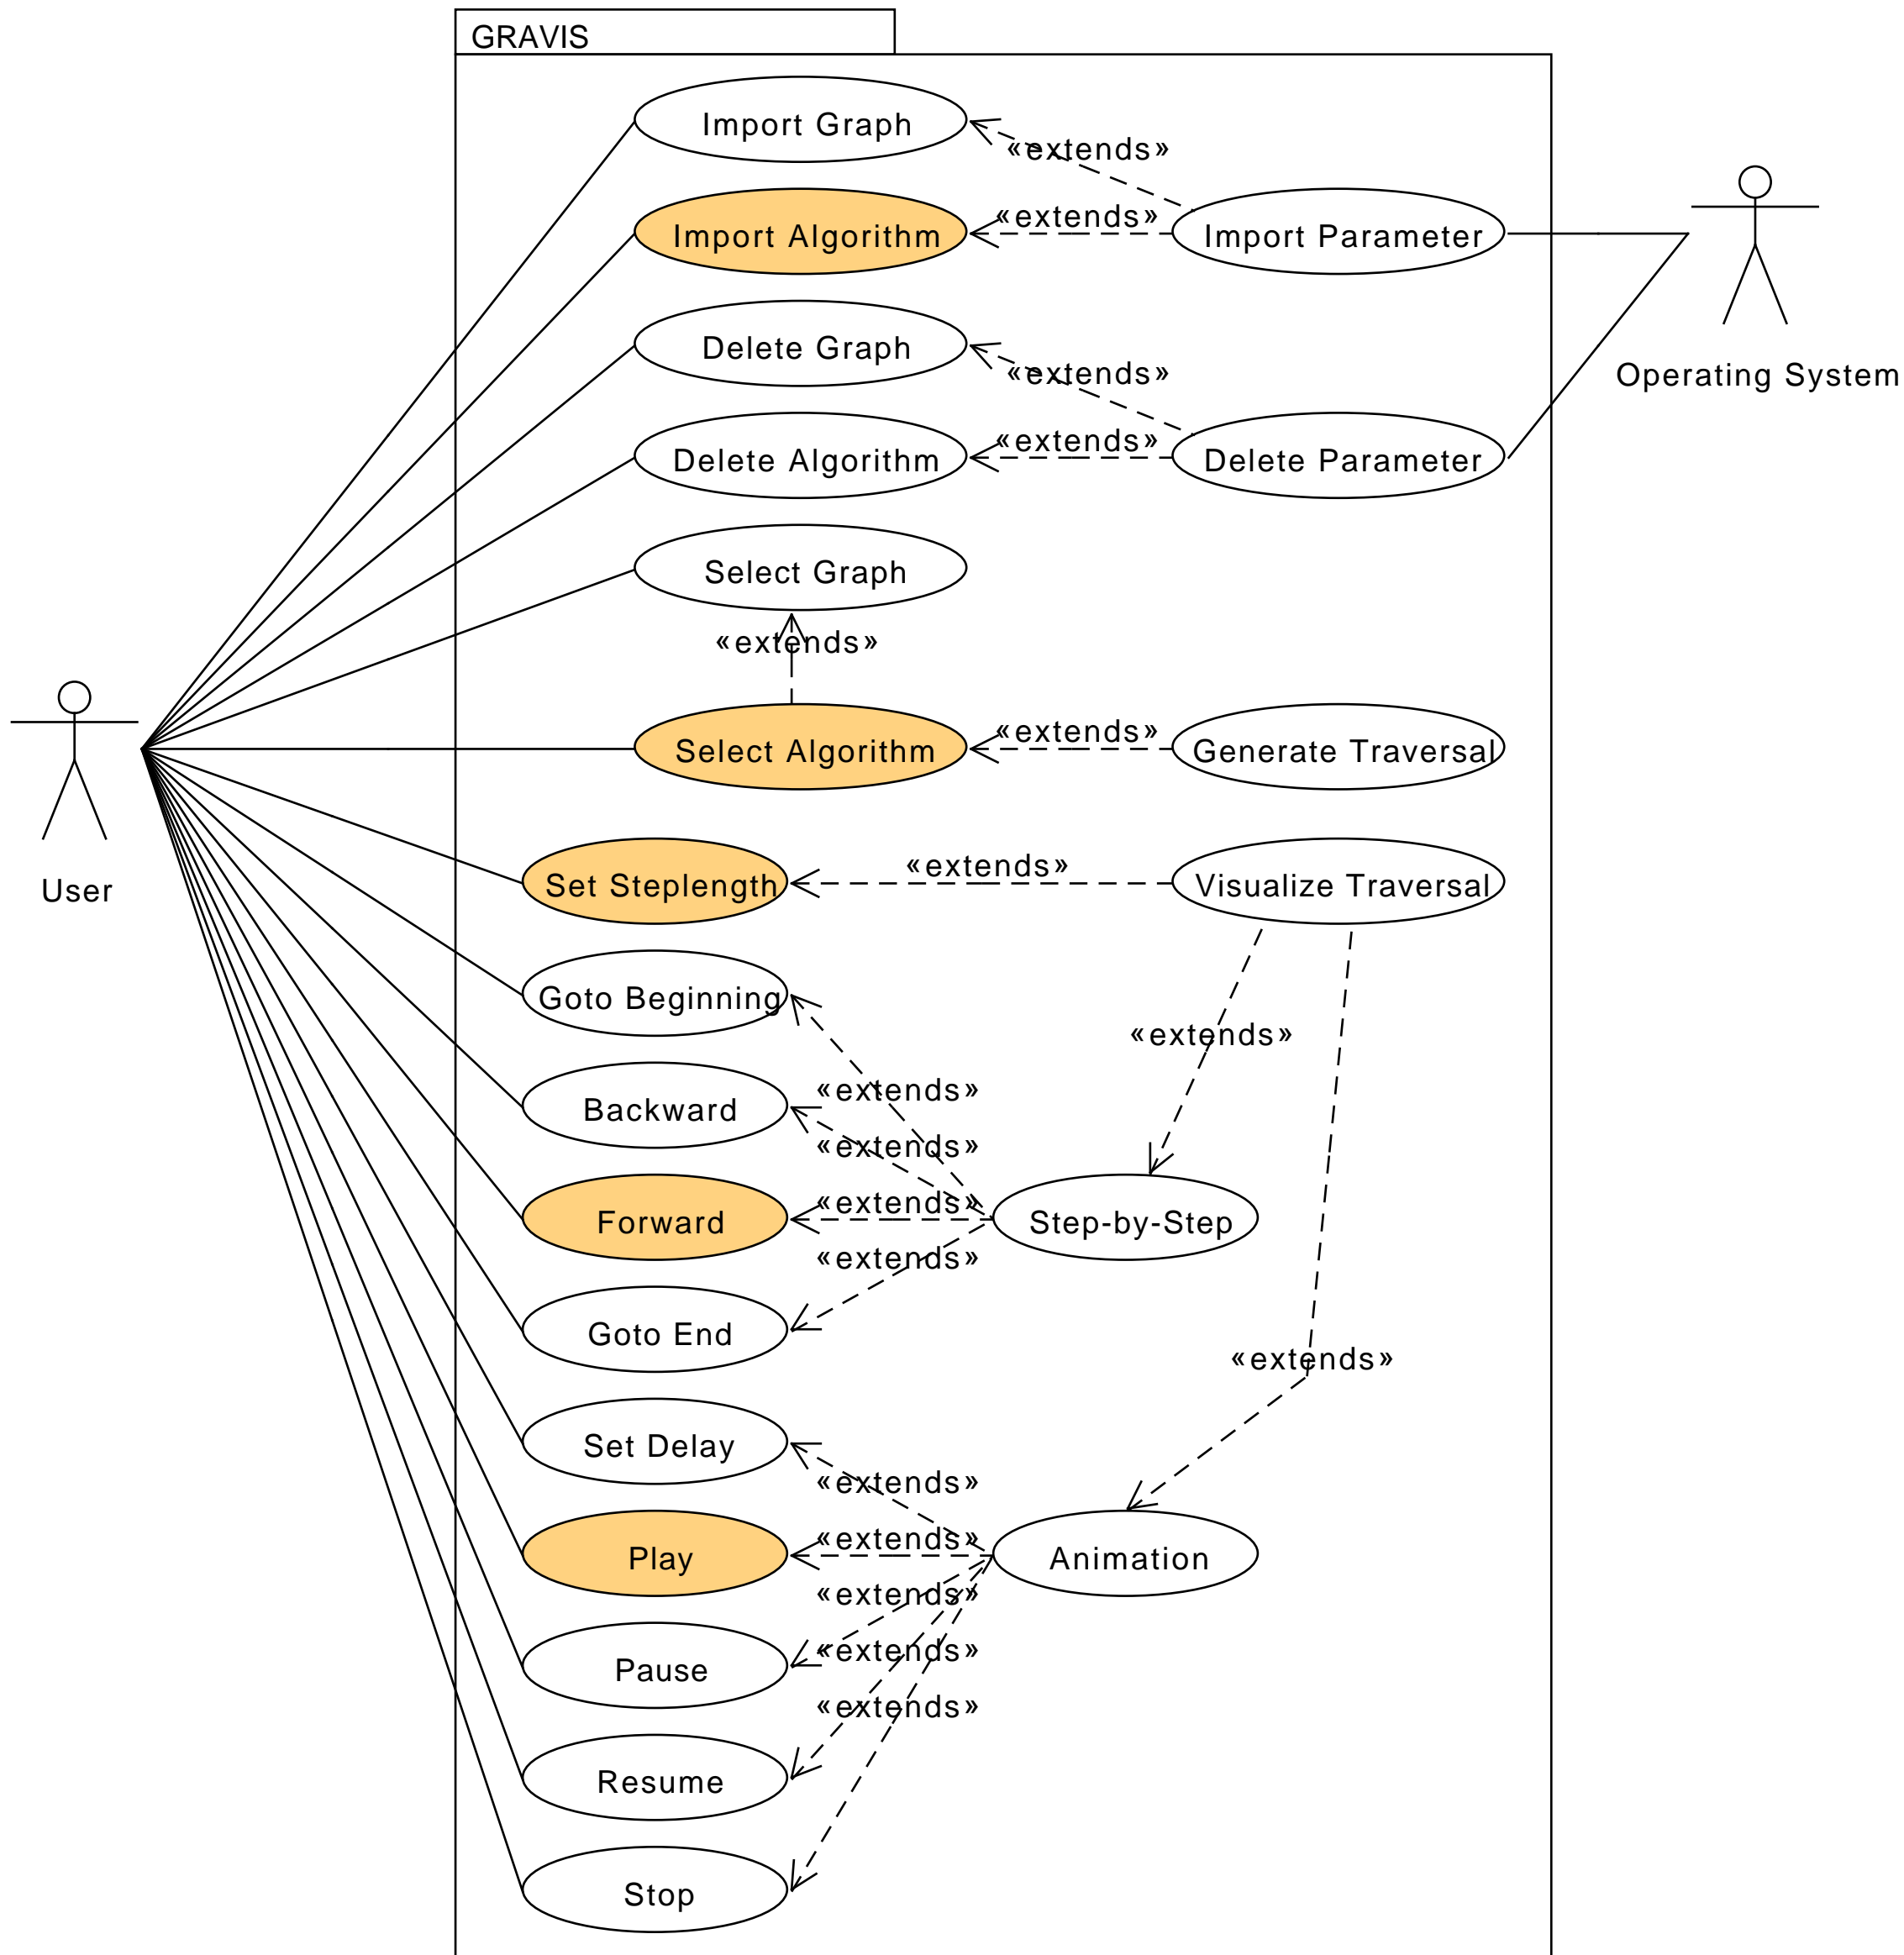 GRAVIS
Import Graph
«extends»
Import Algorithm
«extends»
Import Parameter
Delete Graph
«extends»
Operating System
Delete Algorithm
«extends»
Delete Parameter
Select Graph
«extends»
Select Algorithm
«extends»
Generate Traversal
User
Set Steplength
«extends»
Visualize Traversal
Goto Beginning
«extends»
«extends»
Backward
«extends»
Forward
«extends»
Step-by-Step
«extends»
Goto End
«extends»
Set Delay
«extends»
Play
«extends»
Animation
«extends»
Pause
«extends»
«extends»
Resume
Stop